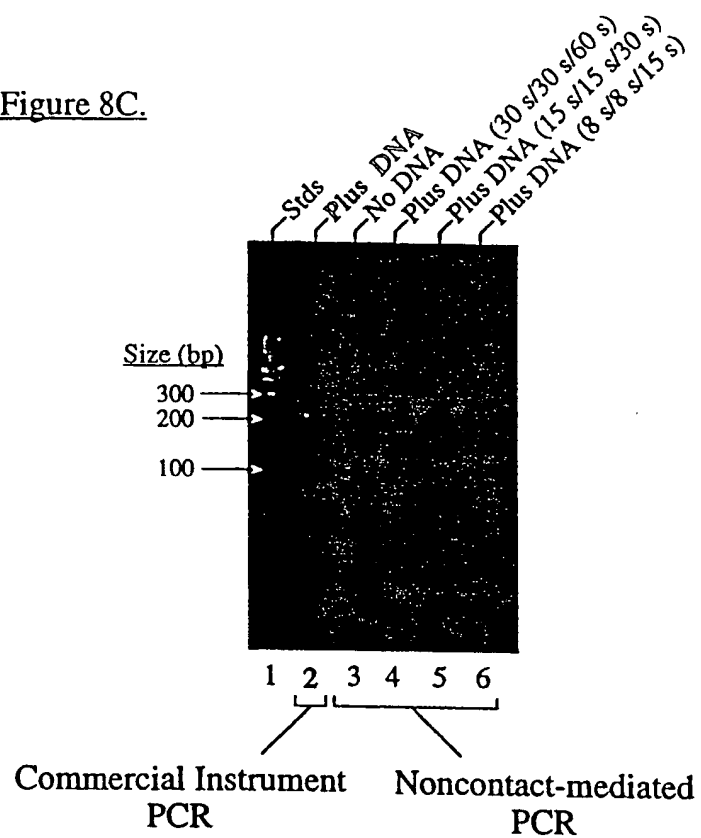 Figure 8C.
Stds
Plus DNA
No DNA
Plus DNA (30 s/30 s/60 s)
Plus DNA (15 s/15 s/30 s)
Plus DNA (8 s/8 s/15 s)
Size (bp)
300
200
100
1 2 3 4 5 6
Commercial Instrument
PCR
Noncontact-mediated
PCR